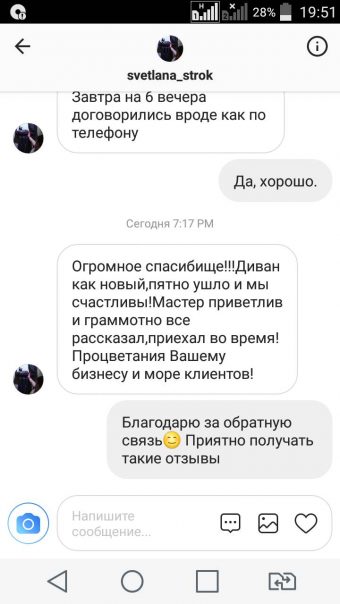 28% 19:51
svetlana_strok
Завтра на 6 вечера
договорились вроде как по
телефону
Да, хорошо.
Сегодня 7:17 PM
Огромное спасибище!!!Диван
как новый,пятно ушло и мы
счастливы!Мастер приветлив
и граммотно все
рассказал,приехал во время!
Процветания Вашему
бизнесу и море клиентов!
Благодарю за обратную
связь😊 Приятно получать
такие отзывы
Напишите
сообщение...